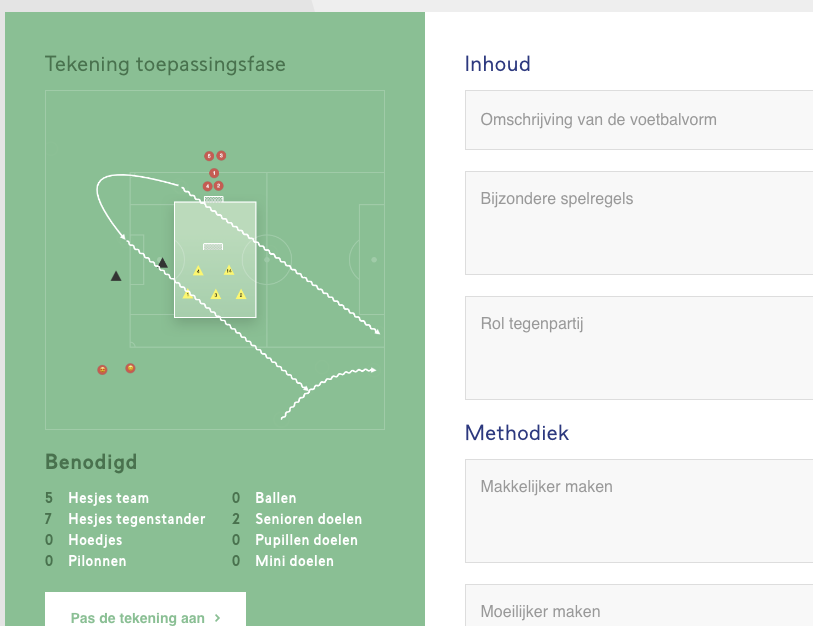 Tekening toepassingsfase
Benodigd
5 Hesjes team
7 Hesjes tegenstander
0 Hoedjes
0 Pilonnen
0 Ballen
2 Senioren doelen
0 Pupillen doelen
0 Mini doelen
Pas de tekening aan ›
Inhoud
Omschrijving van de voetbalvorm
Bijzondere spelregels
Rol tegenpartij
Methodiek
Makkelijker maken
Moeilijker maken